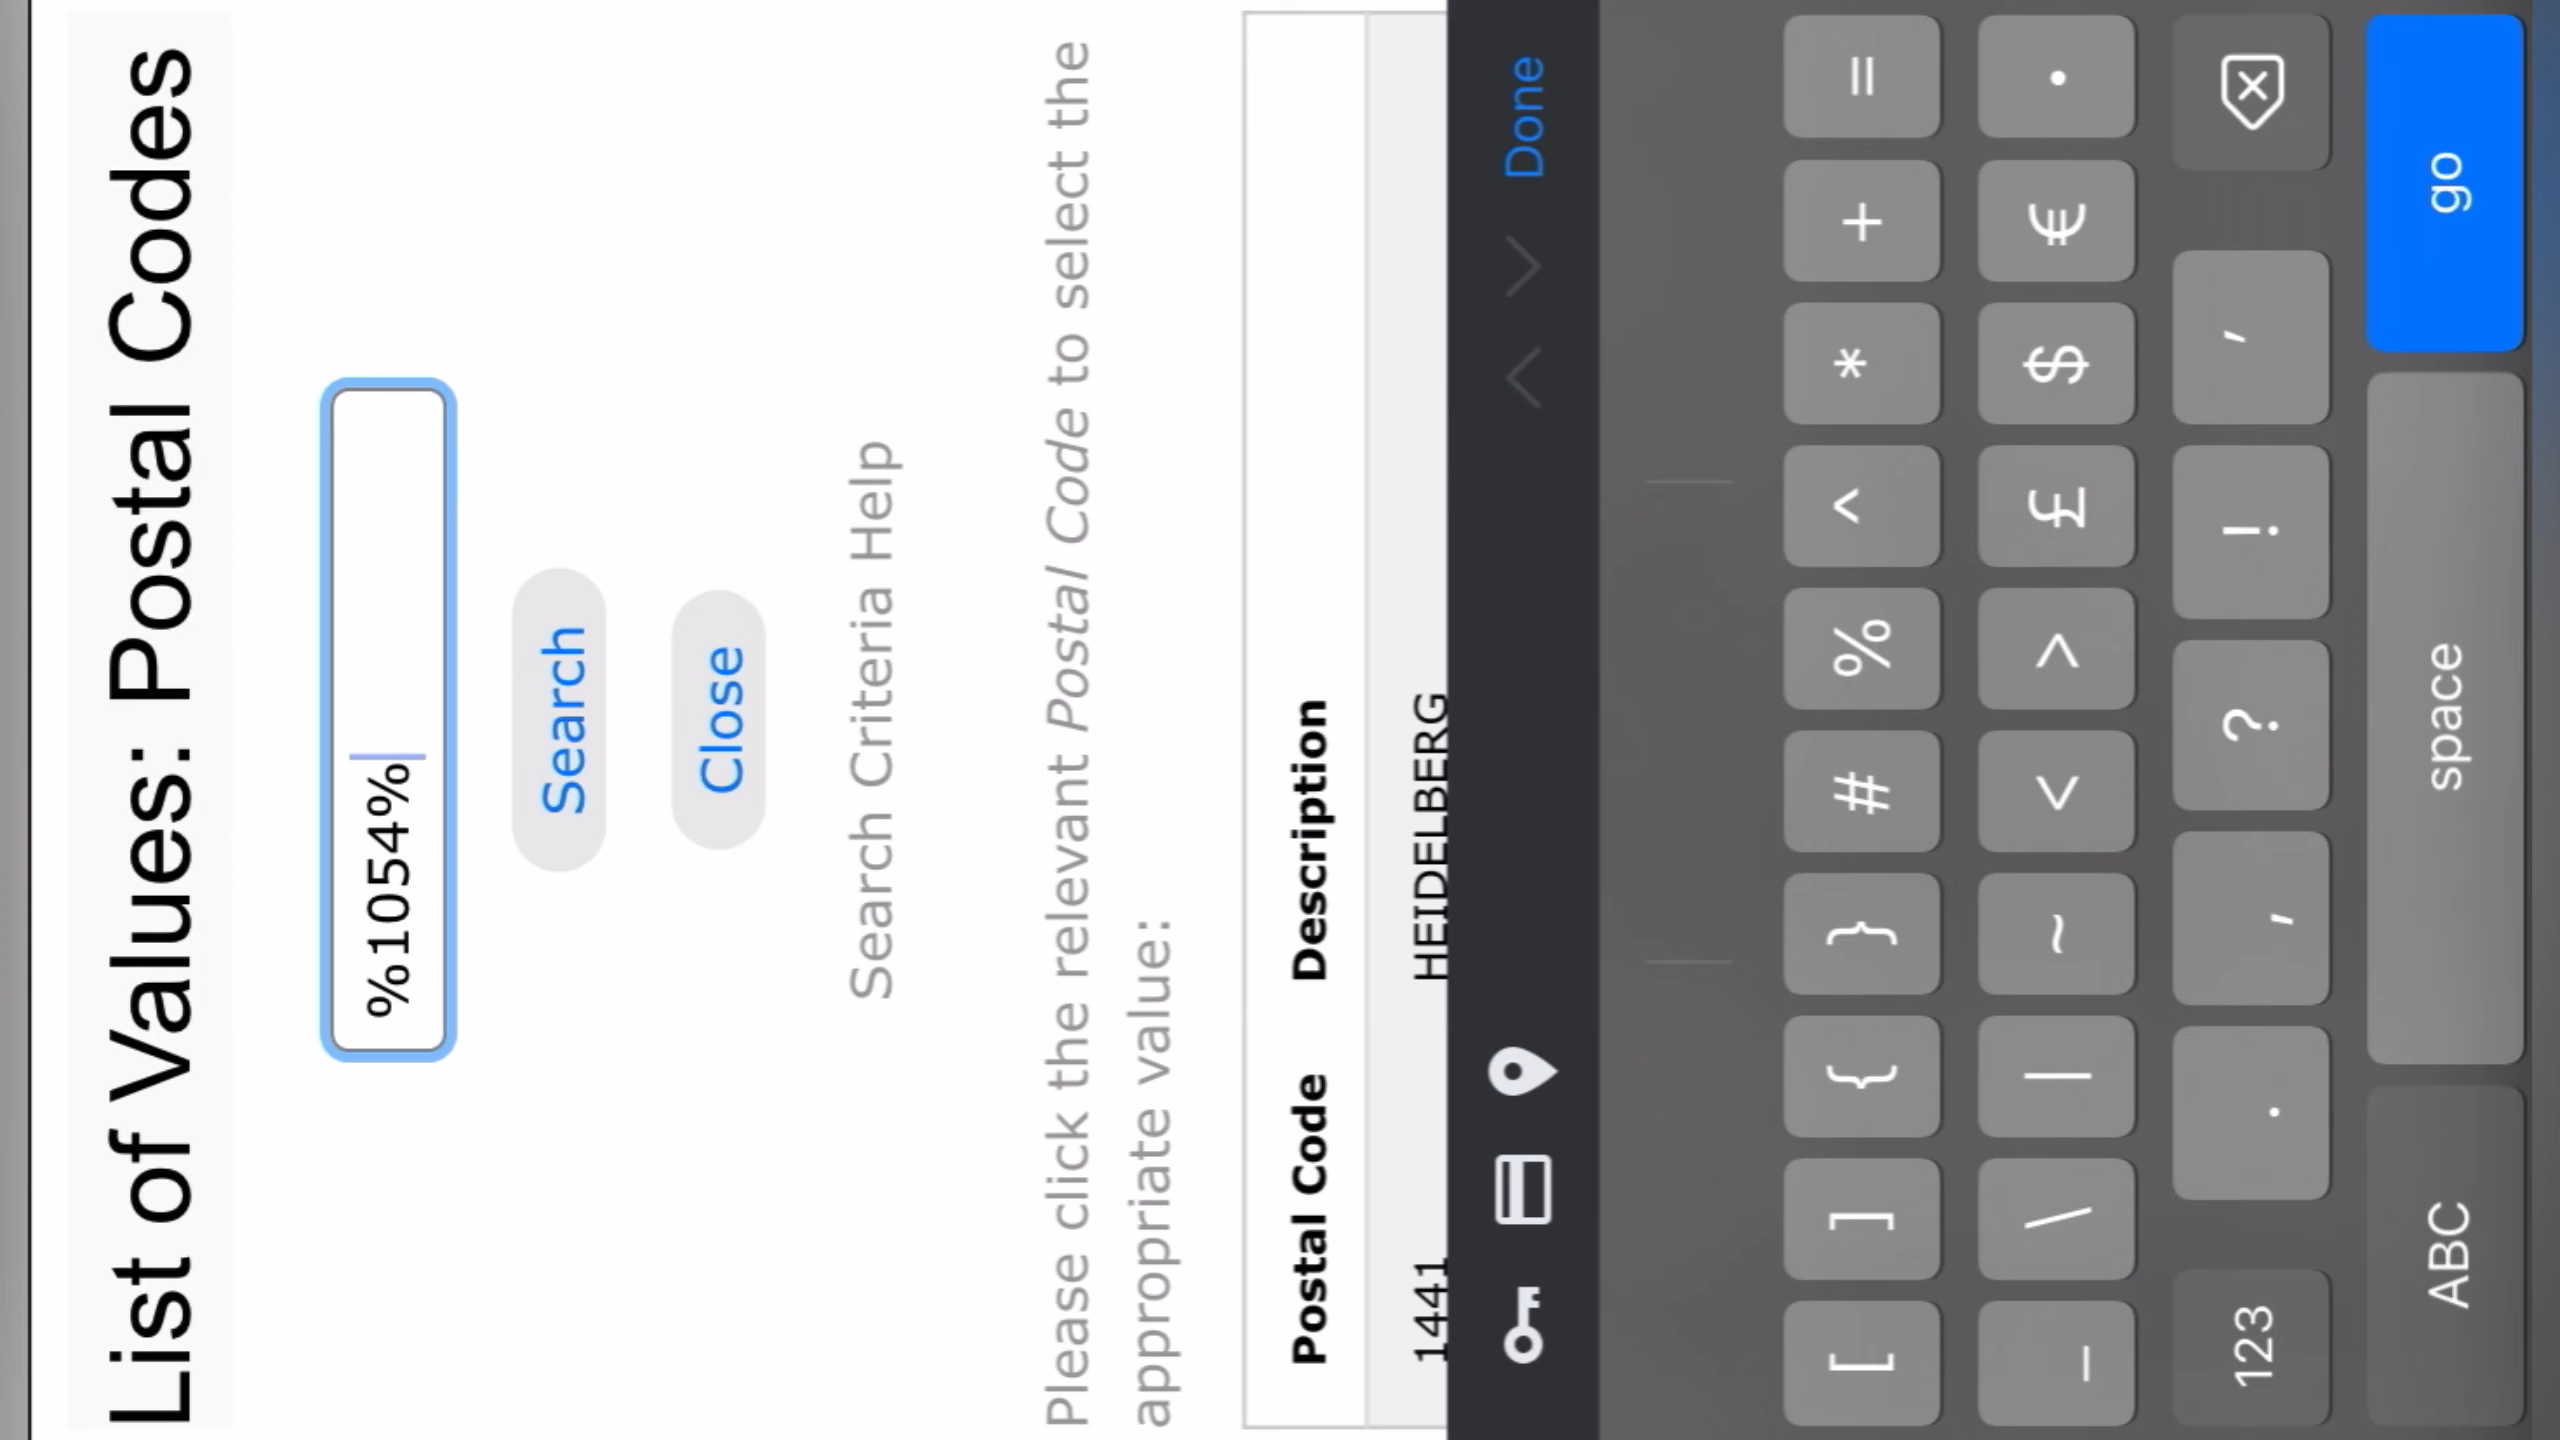 List of Values: Postal Codes
%1054%
Search
Close
Search Criteria Help
Please click the relevant Postal Code to select the
appropriate value:
Postal Code Description
1441 HEIDELBERG
Done
[ ] { } # % ^ * + =
_ \ | ~ < > £ $ € •
123 . , ? ! '
ABC space go